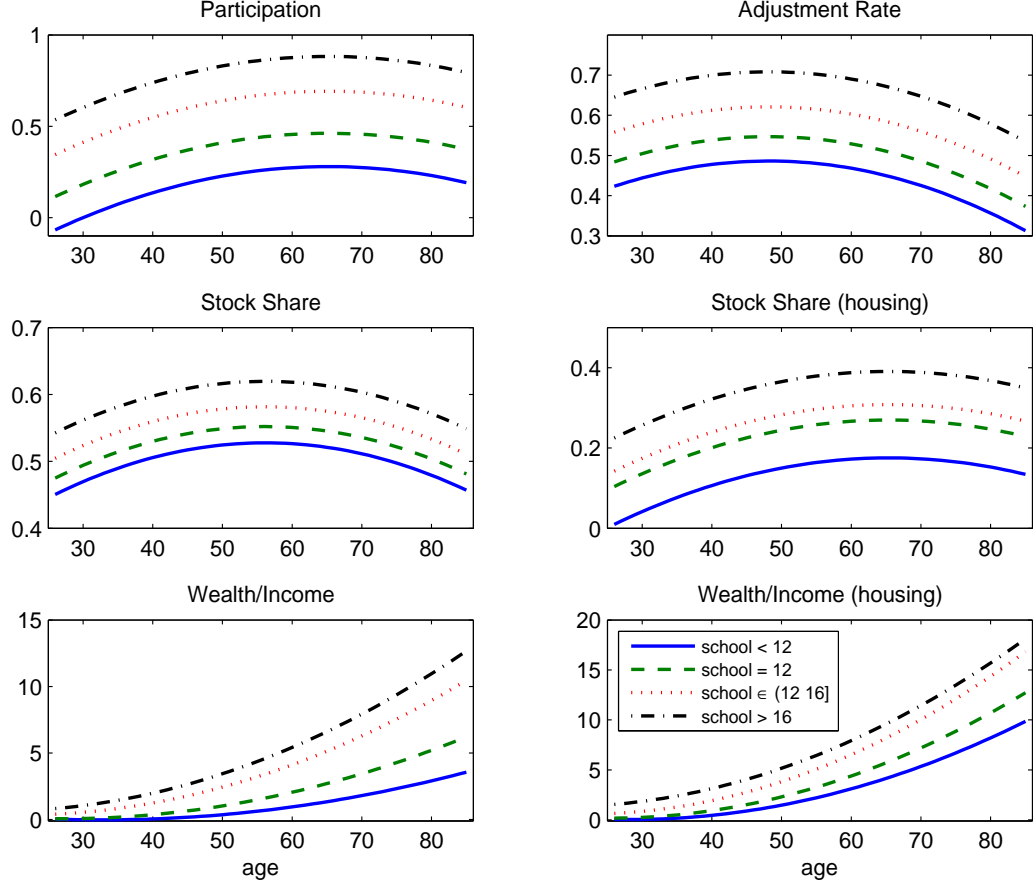 Participation
1
0.5
0
30 40 50 60 70 80
Adjustment Rate
0.7
0.6
0.5
0.4
0.3
30 40 50 60 70 80
Stock Share
0.7
0.6
0.5
0.4
30 40 50 60 70 80
Stock Share (housing)
0.4
0.2
0
30 40 50 60 70 80
Wealth/Income
15
10
5
0
30 40 50 60 70 80
age
Wealth/Income (housing)
20
15
10
5
0
school < 12
school = 12
school ∈ (12 16]
school > 16
30 40 50 60 70 80
age